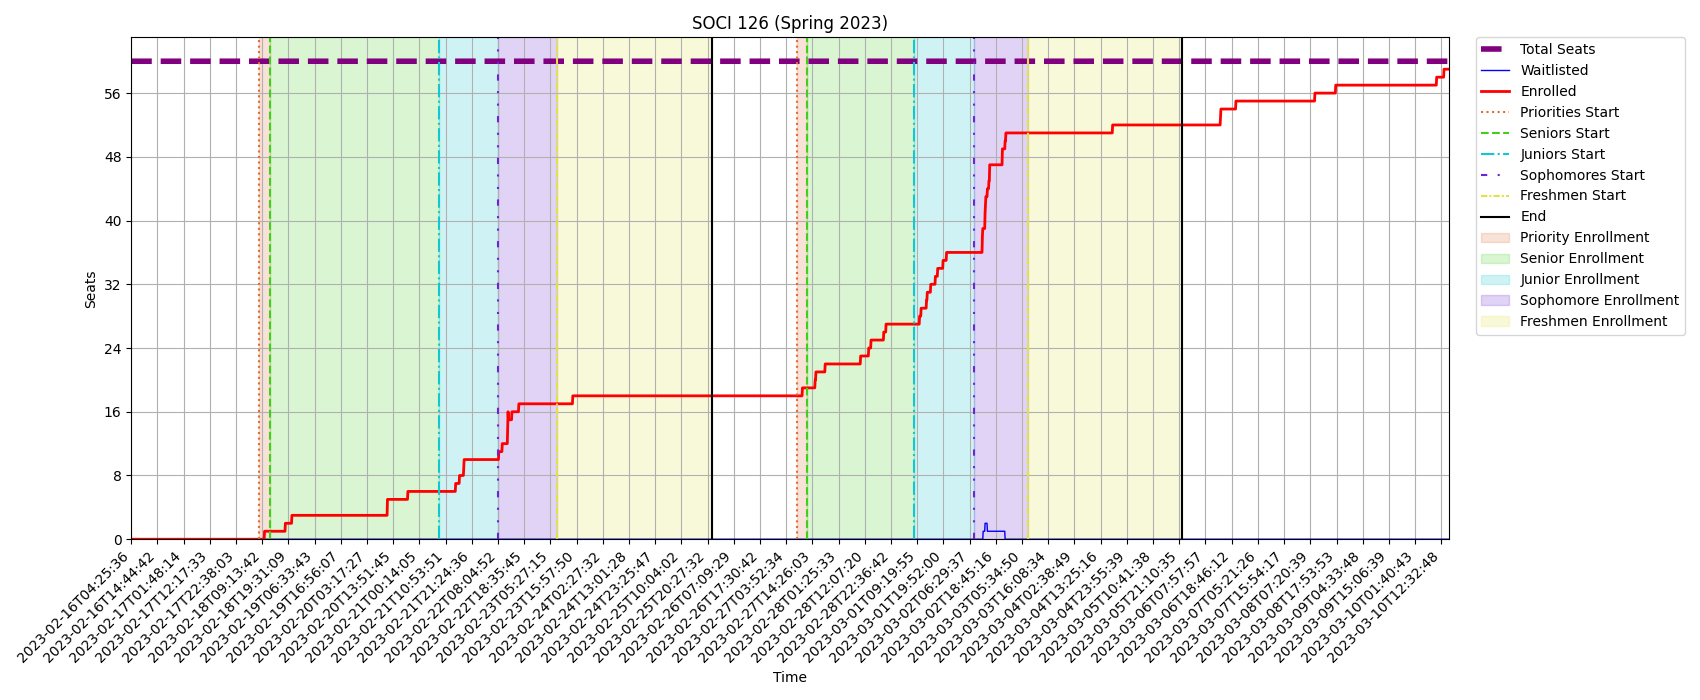 SOCI 126 (Spring 2023)
Total Seats
Waitlisted
Enrolled
Priorities Start
Seniors Start
Juniors Start
Sophomores Start
Freshmen Start
End
Priority Enrollment
Senior Enrollment
Junior Enrollment
Sophomore Enrollment
Freshmen Enrollment
Seats
56
48
40
32
24
16
8
0
2023-02-16T04:25:36
2023-02-16T14:44:42
2023-02-17T01:48:14
2023-02-17T12:17:33
2023-02-17T22:38:03
2023-02-18T09:13:42
2023-02-18T19:31:09
2023-02-19T06:33:43
2023-02-19T16:56:07
2023-02-20T03:17:27
2023-02-20T13:51:45
2023-02-21T00:14:05
2023-02-21T10:53:51
2023-02-21T21:24:36
2023-02-22T08:04:52
2023-02-22T18:35:45
2023-02-23T05:27:15
2023-02-23T15:57:50
2023-02-24T02:27:32
2023-02-24T13:01:28
2023-02-24T23:25:47
2023-02-25T10:04:02
2023-02-25T20:27:32
2023-02-26T07:09:29
2023-02-26T17:30:42
2023-02-27T03:52:34
2023-02-27T14:26:03
2023-02-28T01:25:33
2023-02-28T12:07:20
2023-02-28T22:36:42
2023-03-01T09:19:55
2023-03-01T19:52:00
2023-03-02T06:29:37
2023-03-02T18:45:16
2023-03-03T05:34:50
2023-03-03T16:08:34
2023-03-04T02:38:49
2023-03-04T13:25:16
2023-03-04T23:55:39
2023-03-05T10:41:38
2023-03-05T21:10:35
2023-03-06T07:57:57
2023-03-06T18:46:12
2023-03-07T05:21:26
2023-03-07T15:54:17
2023-03-08T07:20:39
2023-03-08T17:53:53
2023-03-09T04:33:48
2023-03-09T15:06:39
2023-03-10T01:40:43
2023-03-10T12:32:48
Time